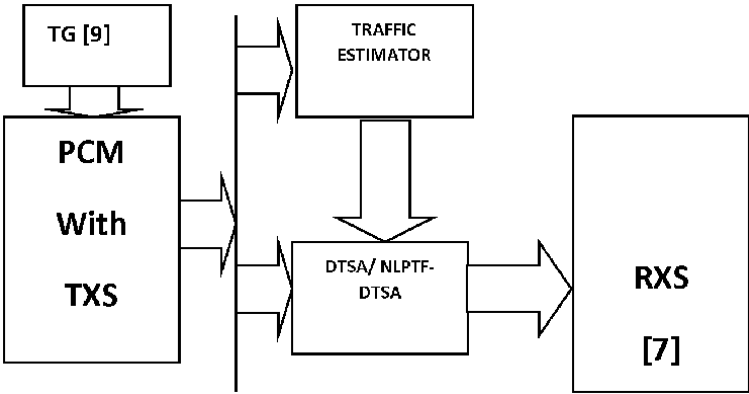 TG [9]
PCM
With
TXS
TRAFFIC
ESTIMATOR
DTSA/ NLPTF-
DTSA
RXS
[7]